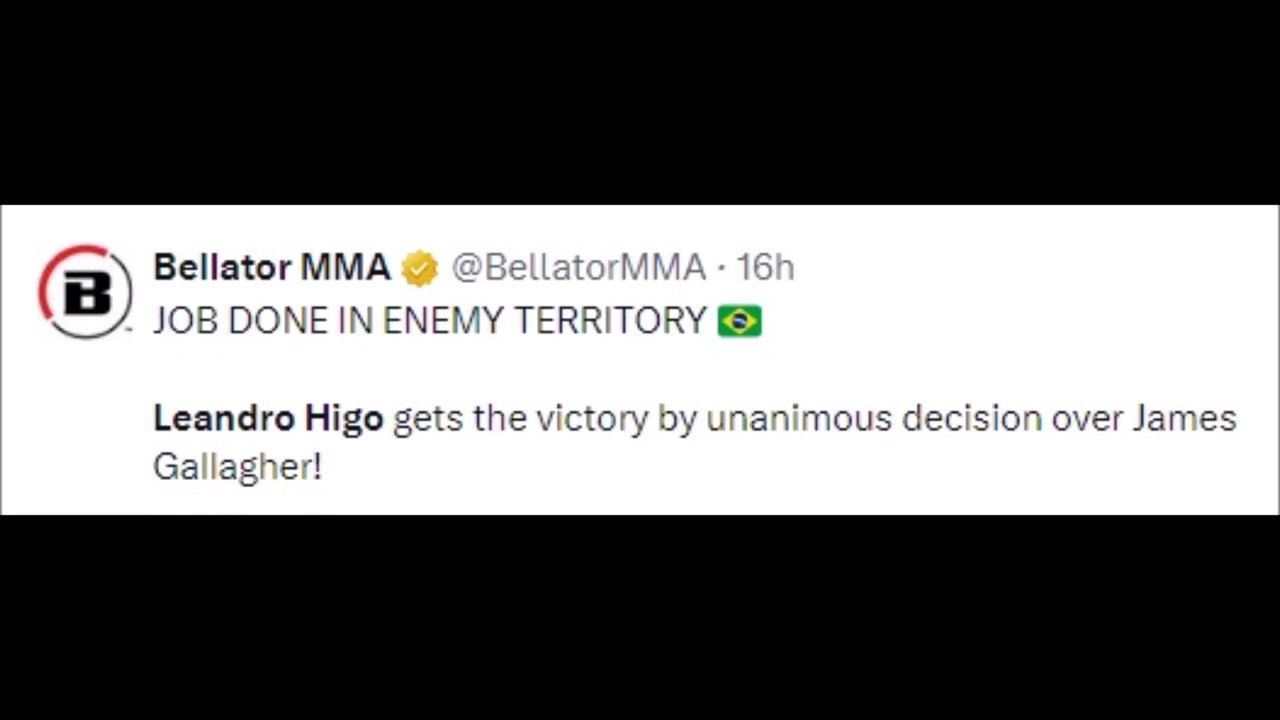 B
Bellator MMA @BellatorMMA · 16h
JOB DONE IN ENEMY TERRITORY 🇧🇷
Leandro Higo gets the victory by unanimous decision over James
Gallagher!